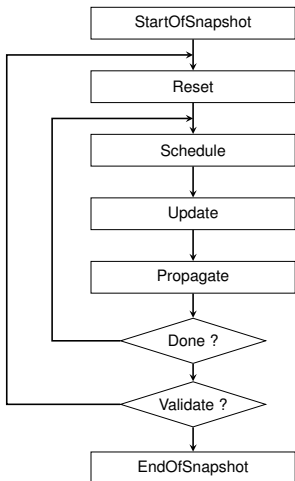 StartOfSnapshot
Reset
Schedule
Update
Propagate
Done ?
Validate ?
EndOfSnapshot